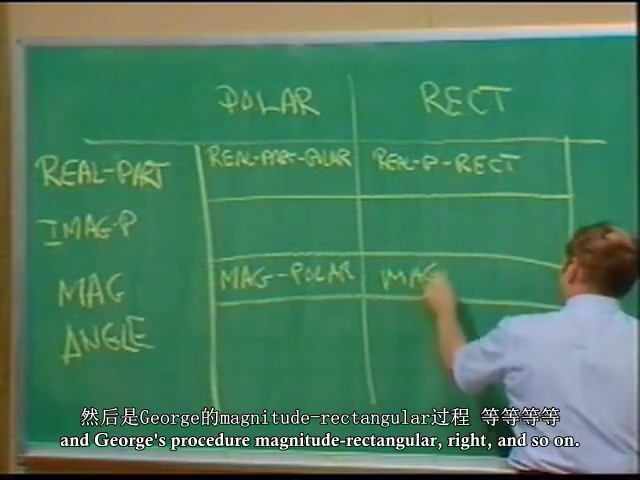 POLAR RECT
REAL-PART REAL-PART-POLAR REAL-P-RECT
IMAG-P
MAG MAG-POLAR MAG
ANGLE
然后是George的magnitude-rectangular过程 等等等等
and George's procedure magnitude-rectangular, right, and so on.